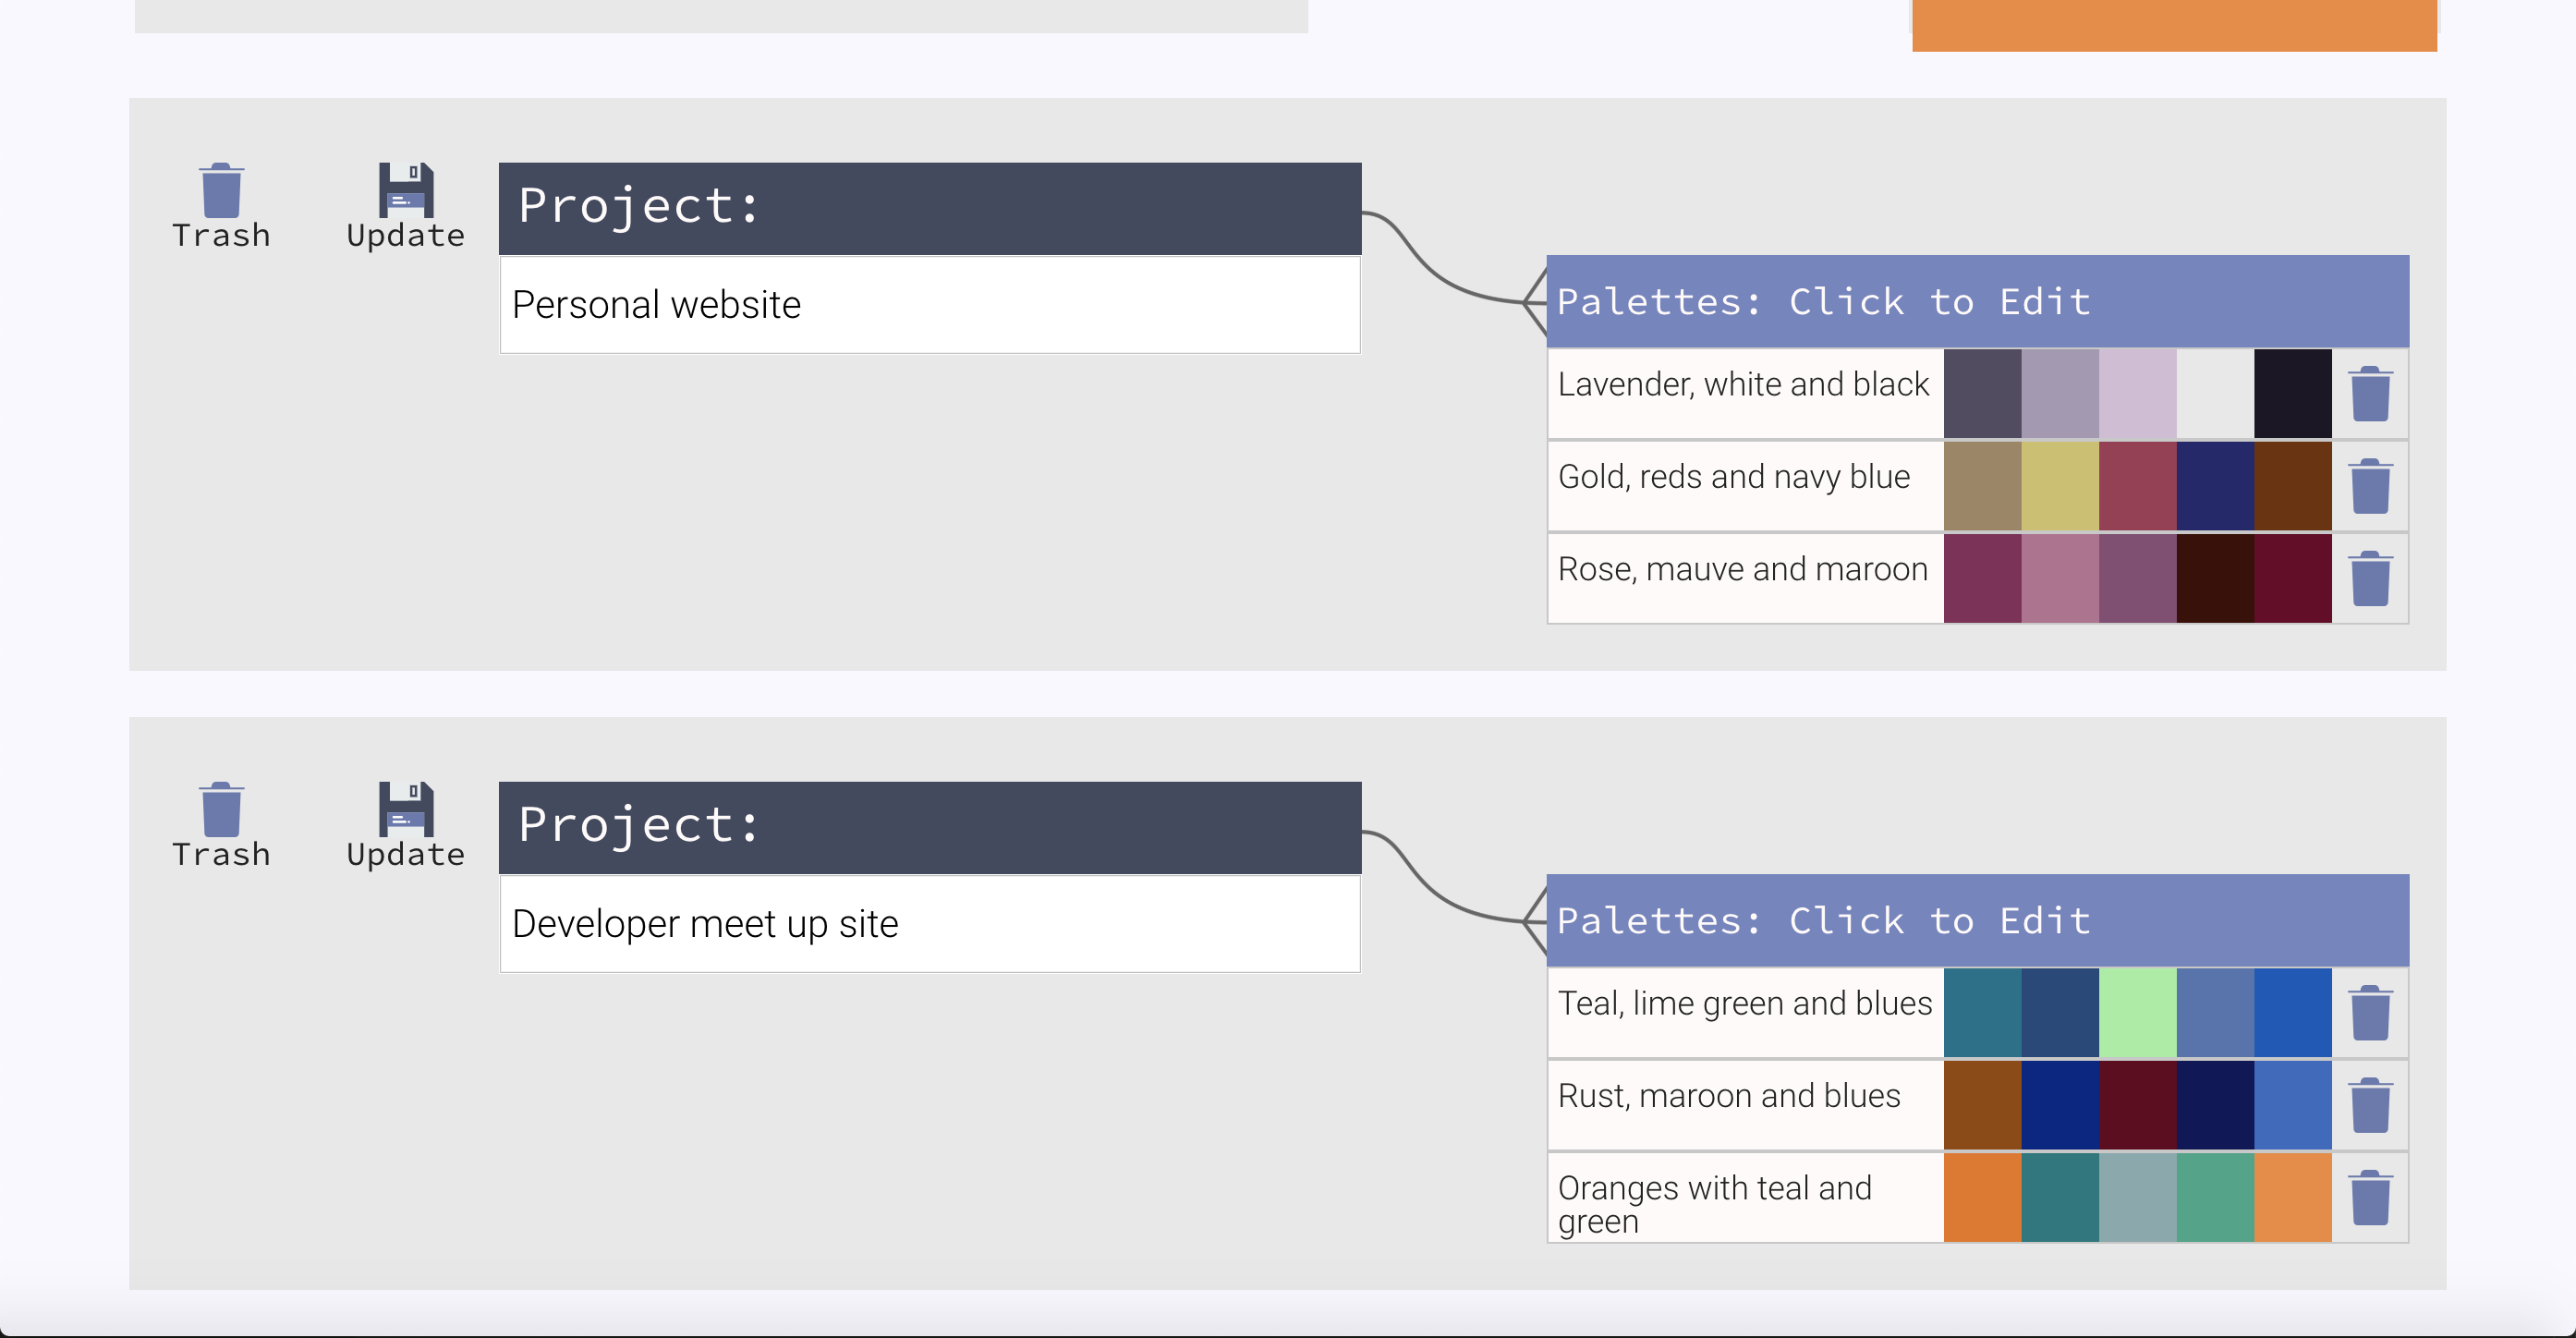 Trash
Update
Project:
Personal website
Palettes: Click to Edit
Lavender, white and black
Gold, reds and navy blue
Rose, mauve and maroon
Trash
Update
Project:
Developer meet up site
Palettes: Click to Edit
Teal, lime green and blues
Rust, maroon and blues
Oranges with teal and
green